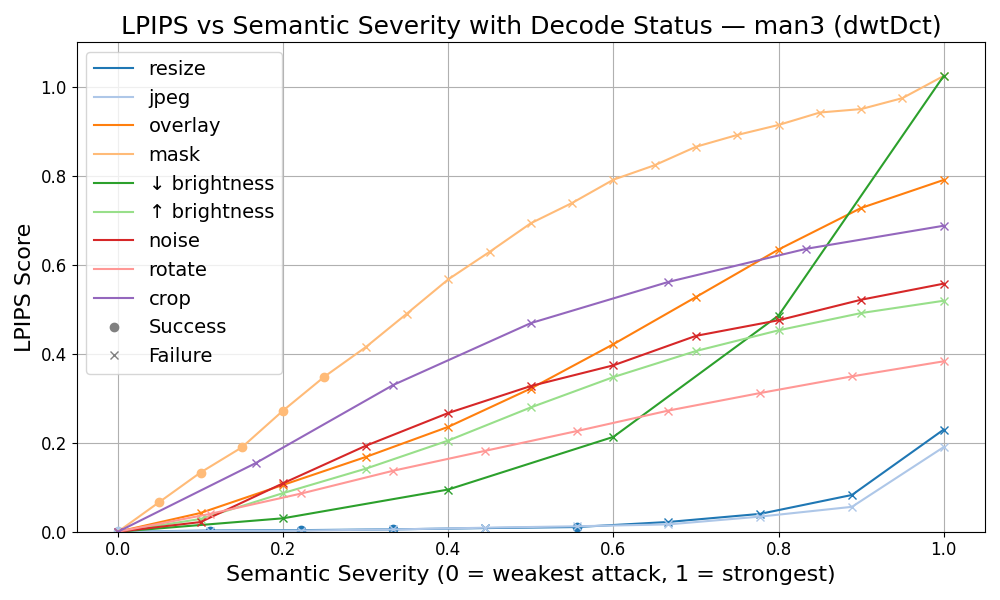 LPIPS vs Semantic Severity with Decode Status — man3 (dwtDct)
resize
jpeg
overlay
mask
↓ brightness
↑ brightness
noise
rotate
crop
Success
Failure
LPIPS Score
1.0
0.8
0.6
0.4
0.2
0.0
0.0 0.2 0.4 0.6 0.8 1.0
Semantic Severity (0 = weakest attack, 1 = strongest)